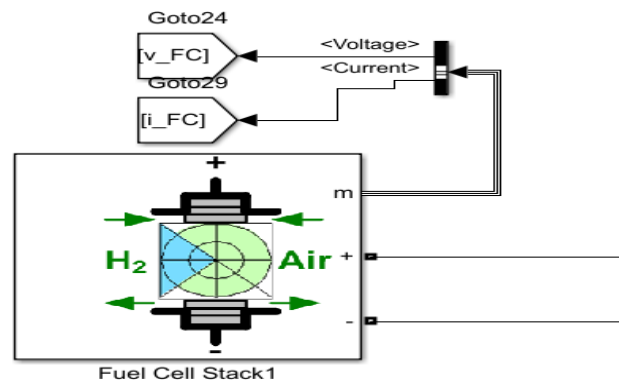 Goto24
[v_FC]
<Voltage>
Goto29
<Current>
[i_FC]
+
m
H2
Air
+
-
-
Fuel Cell Stack1